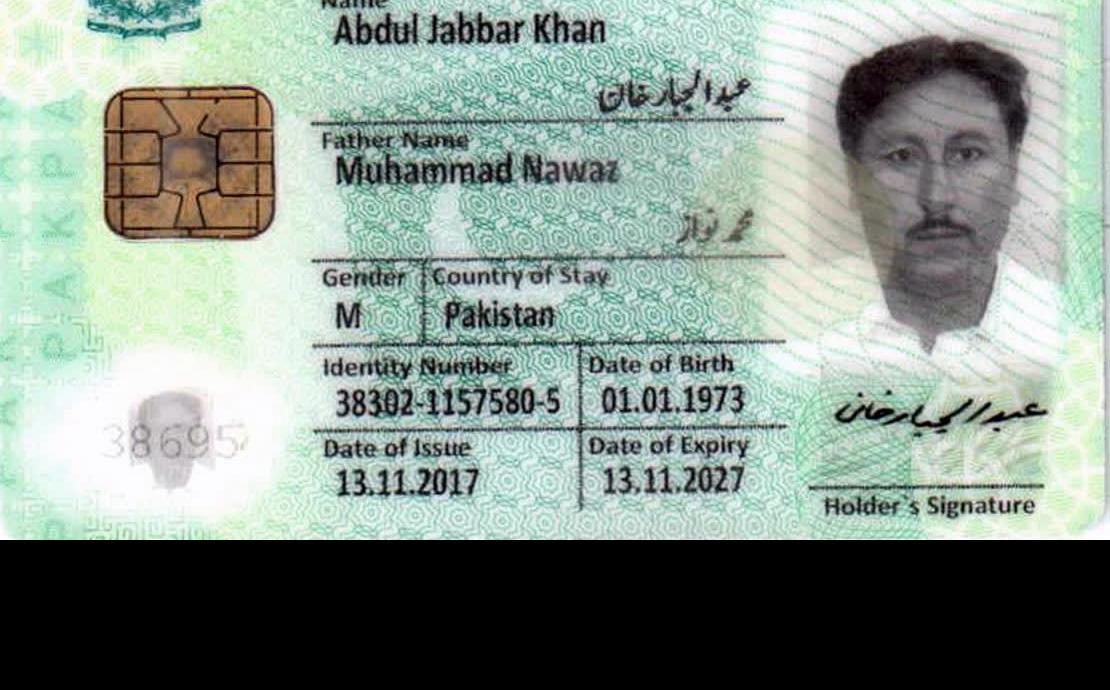 Name
Abdul Jabbar Khan
عبدالجبار خان
Father Name
Muhammad Nawaz
محمد نواز
Gender Country of Stay
M Pakistan
Identity Number Date of Birth
38302-1157580-5 01.01.1973
Date of Issue Date of Expiry
13.11.2017 13.11.2027
38695
عبدالجبار خان
Holder's Signature
PAKPA